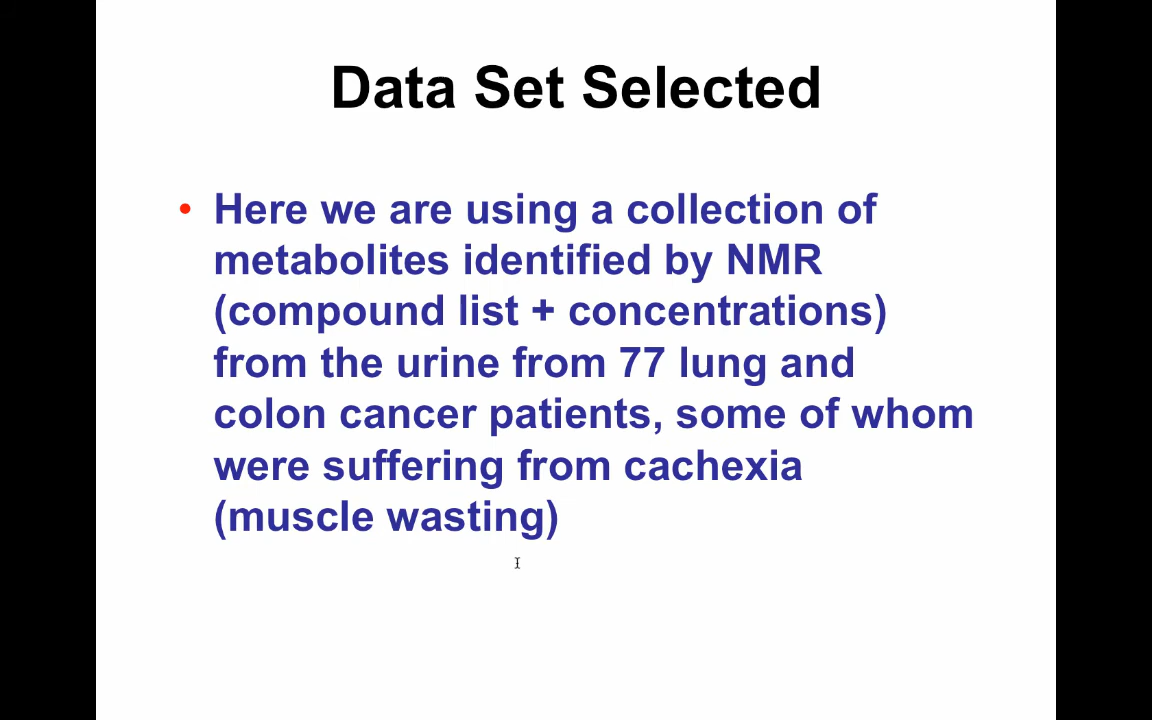 Data Set Selected
• Here we are using a collection of
metabolites identified by NMR
(compound list + concentrations)
from the urine from 77 lung and
colon cancer patients, some of whom
were suffering from cachexia
(muscle wasting)